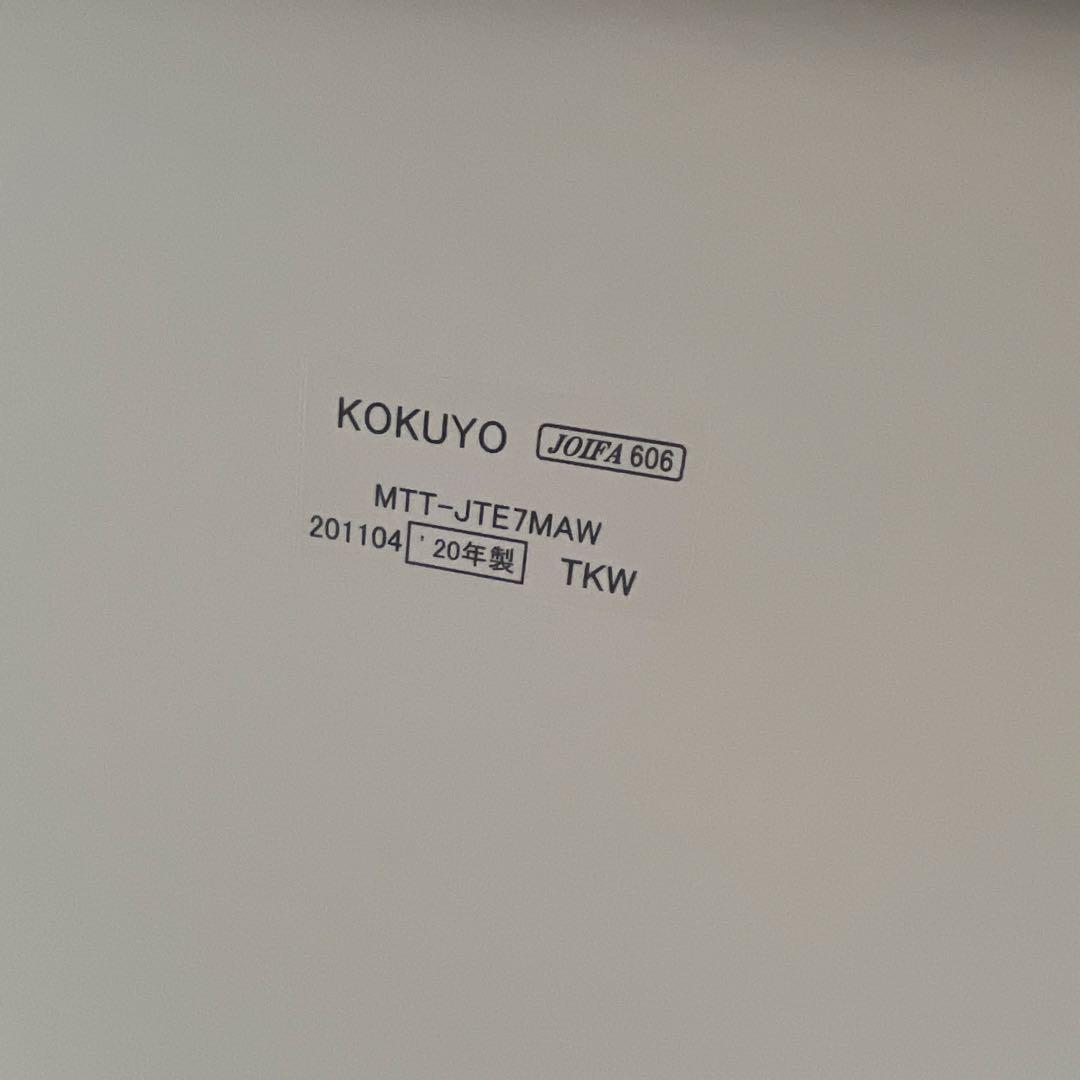 KOKUYO JOIFA 606
MTT-JTE7MAW
201104 '20年製 TKW